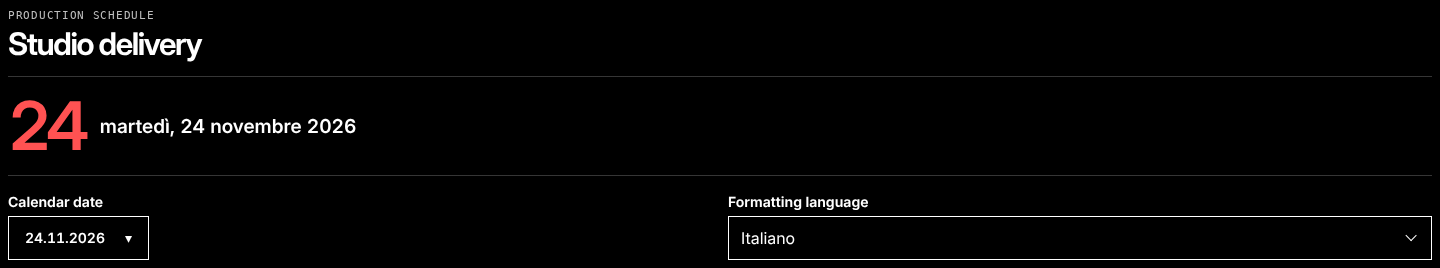 PRODUCTION SCHEDULE
Studio delivery
24 martedì, 24 novembre 2026
Calendar date
24.11.2026
Formatting language
Italiano